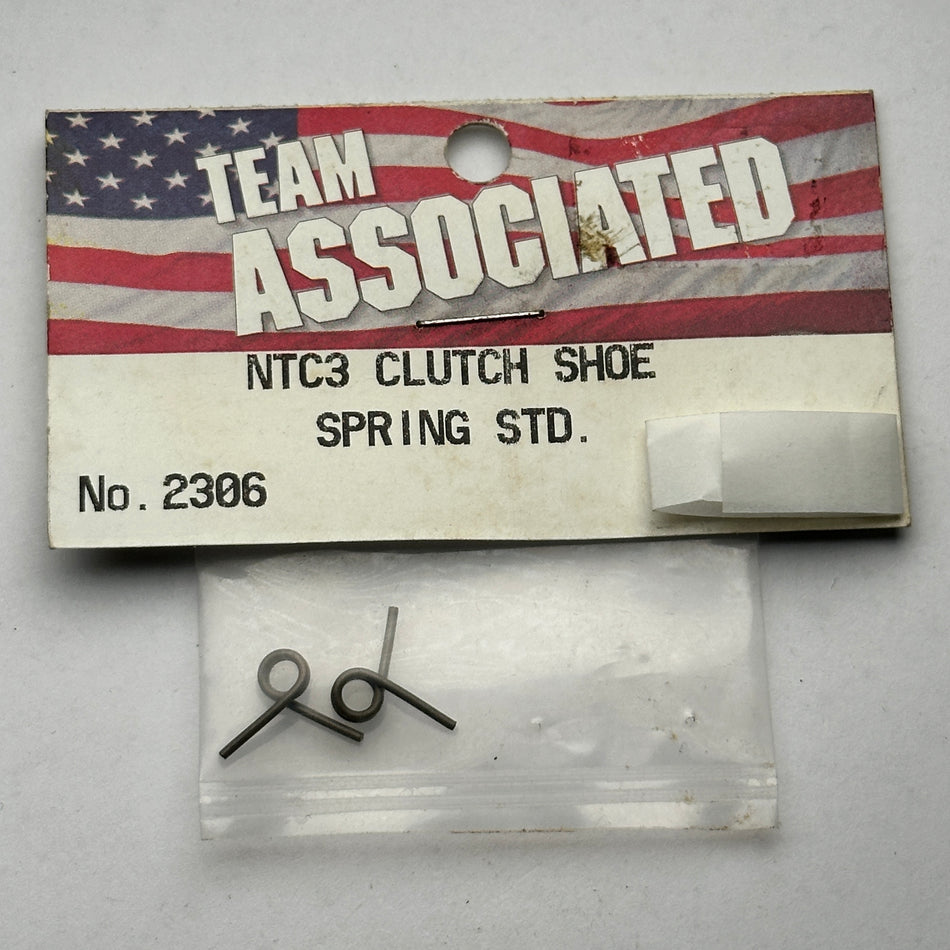 TEAM
ASSOCIATED
NTC3 CLUTCH SHOE
SPRING STD.
No. 2306